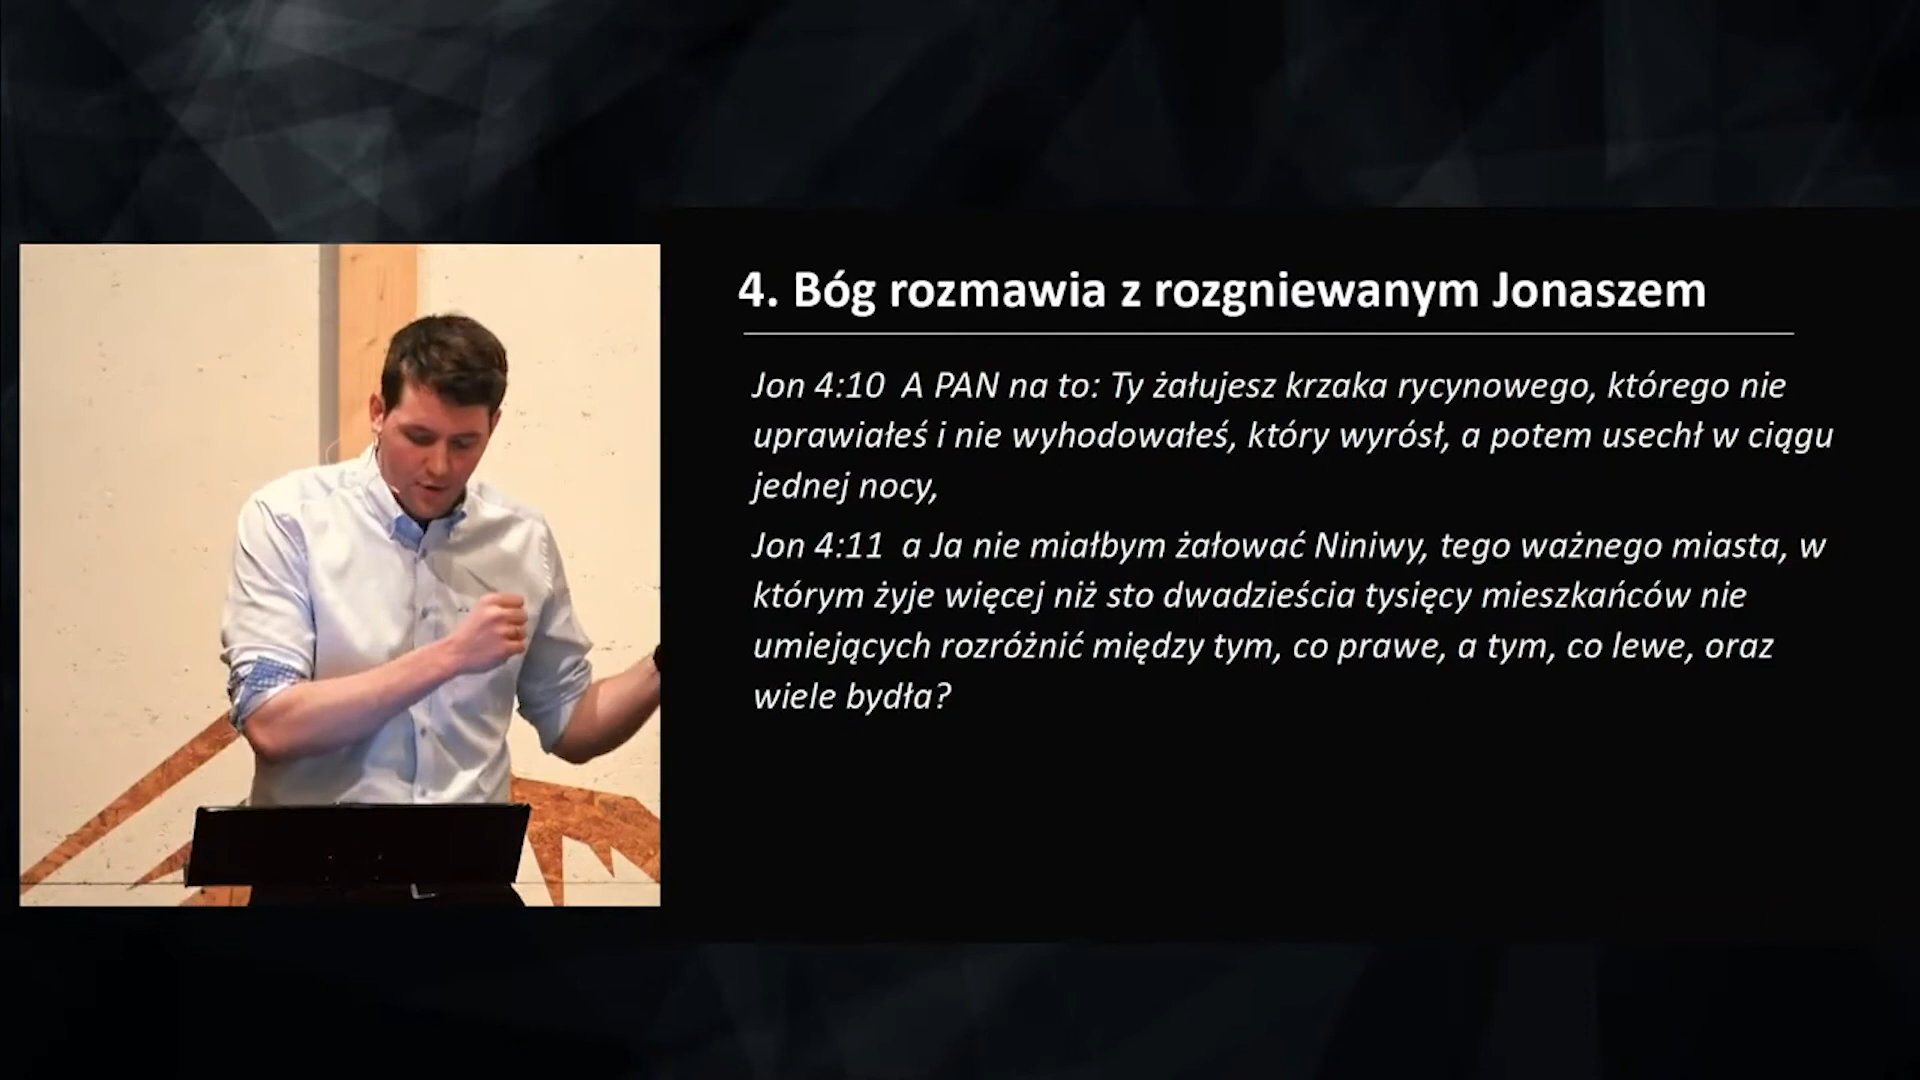 4. Bóg rozmawia z rozgniewanym Jonaszem
Jon 4:10 A PAN na to: Ty żałujesz krzaka rycynowego, którego nie
uprawiałeś i nie wyhodowałeś, który wyrósł, a potem usechł w ciągu
jednej nocy,
Jon 4:11 a Ja nie miałbym żałować Niniwy, tego ważnego miasta, w
którym żyje więcej niż sto dwadzieścia tysięcy mieszkańców nie
umiejących rozróżnić między tym, co prawe, a tym, co lewe, oraz
wiele bydła?